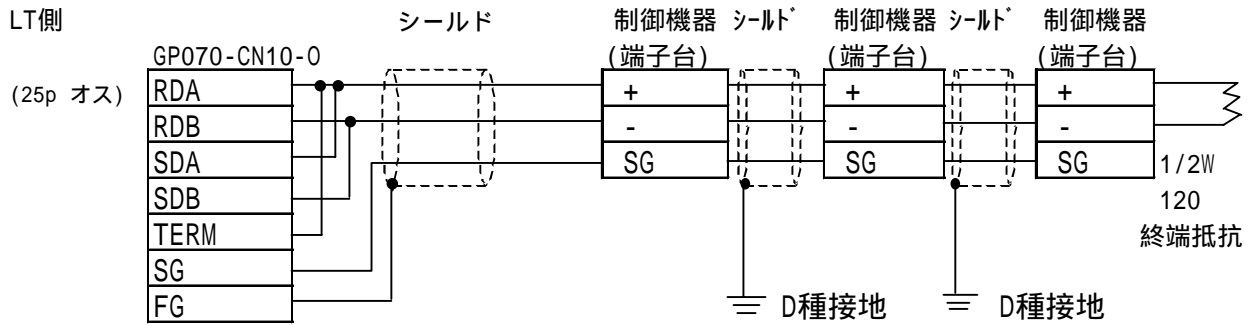 LT側
シールド
制御機器
シールド
制御機器
シールド
制御機器
GP070-CN10-O
(端子台)
(端子台)
(端子台)
(25p オス)
RDA
RDB
SDA
SDB
TERM
SG
FG
+
-
SG
+
-
SG
+
-
SG
1/2W
120
終端抵抗
D種接地
D種接地